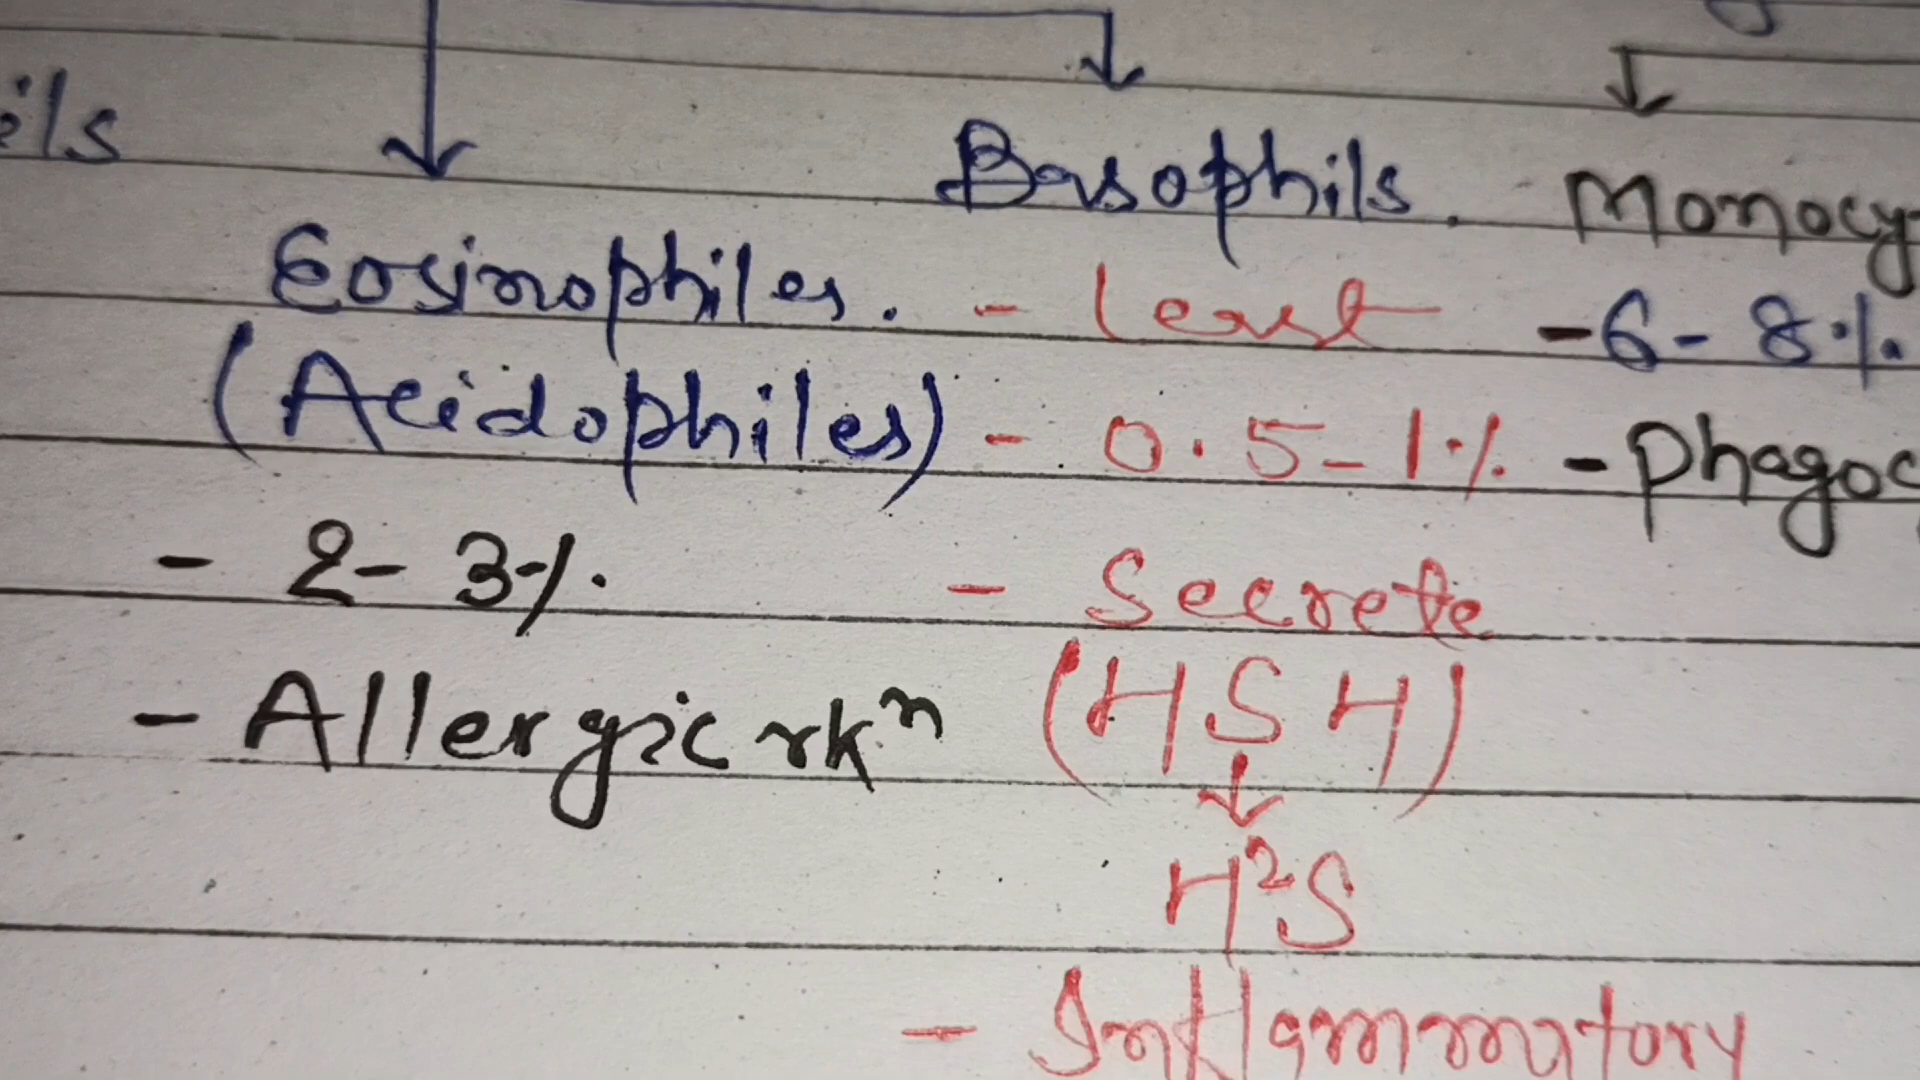 ils
Basophils. Monocy
Eosinophiles. - least -6-8%
(Acidophiles) - 0.5-1% - Phagoc
- 2-3%. - Secrete
- Allergic rkⁿ (HSH)
H²S
- Inflammatory